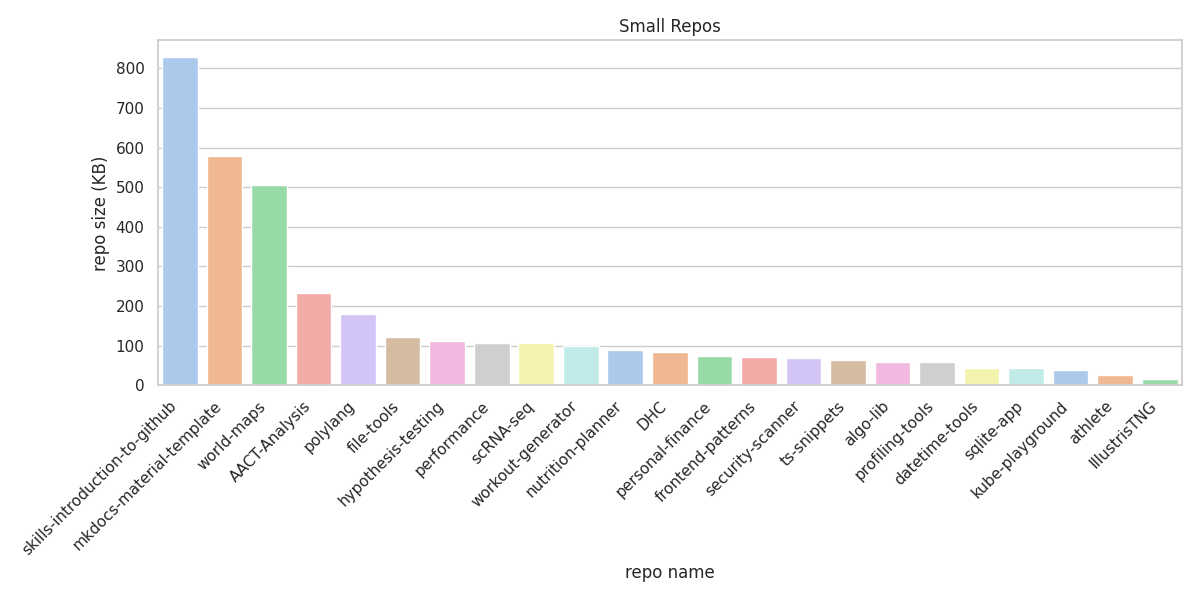 Small Repos
repo size (KB)
800
700
600
500
400
300
200
100
0
skills-introduction-to-github
mkdocs-material-template
world-maps
AACT-Analysis
polylang
file-tools
hypothesis-testing
performance
scRNA-seq
workout-generator
nutrition-planner
DHC
personal-finance
frontend-patterns
security-scanner
ts-snippets
algo-lib
profiling-tools
datetime-tools
sqlite-app
kube-playground
athlete
IllustrisTNG
repo name